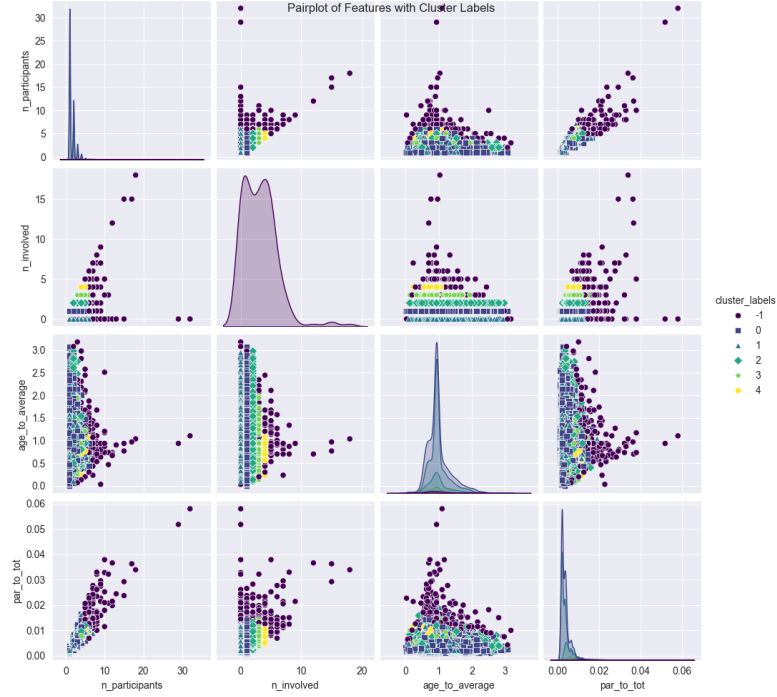 Pairplot of Features with Cluster Labels
30
25
20
15
10
5
0
n_participants
15
10
5
0
n_involved
3.0
2.5
2.0
1.5
1.0
0.5
0.0
age_to_average
0.06
0.05
0.04
0.03
0.02
0.01
0.00
par_to_tot
0 10 20 30
n_participants
0 10 20
n_involved
0 1 2 3
age_to_average
0.00 0.02 0.04 0.06
par_to_tot
cluster_labels
-1
0
1
2
3
4